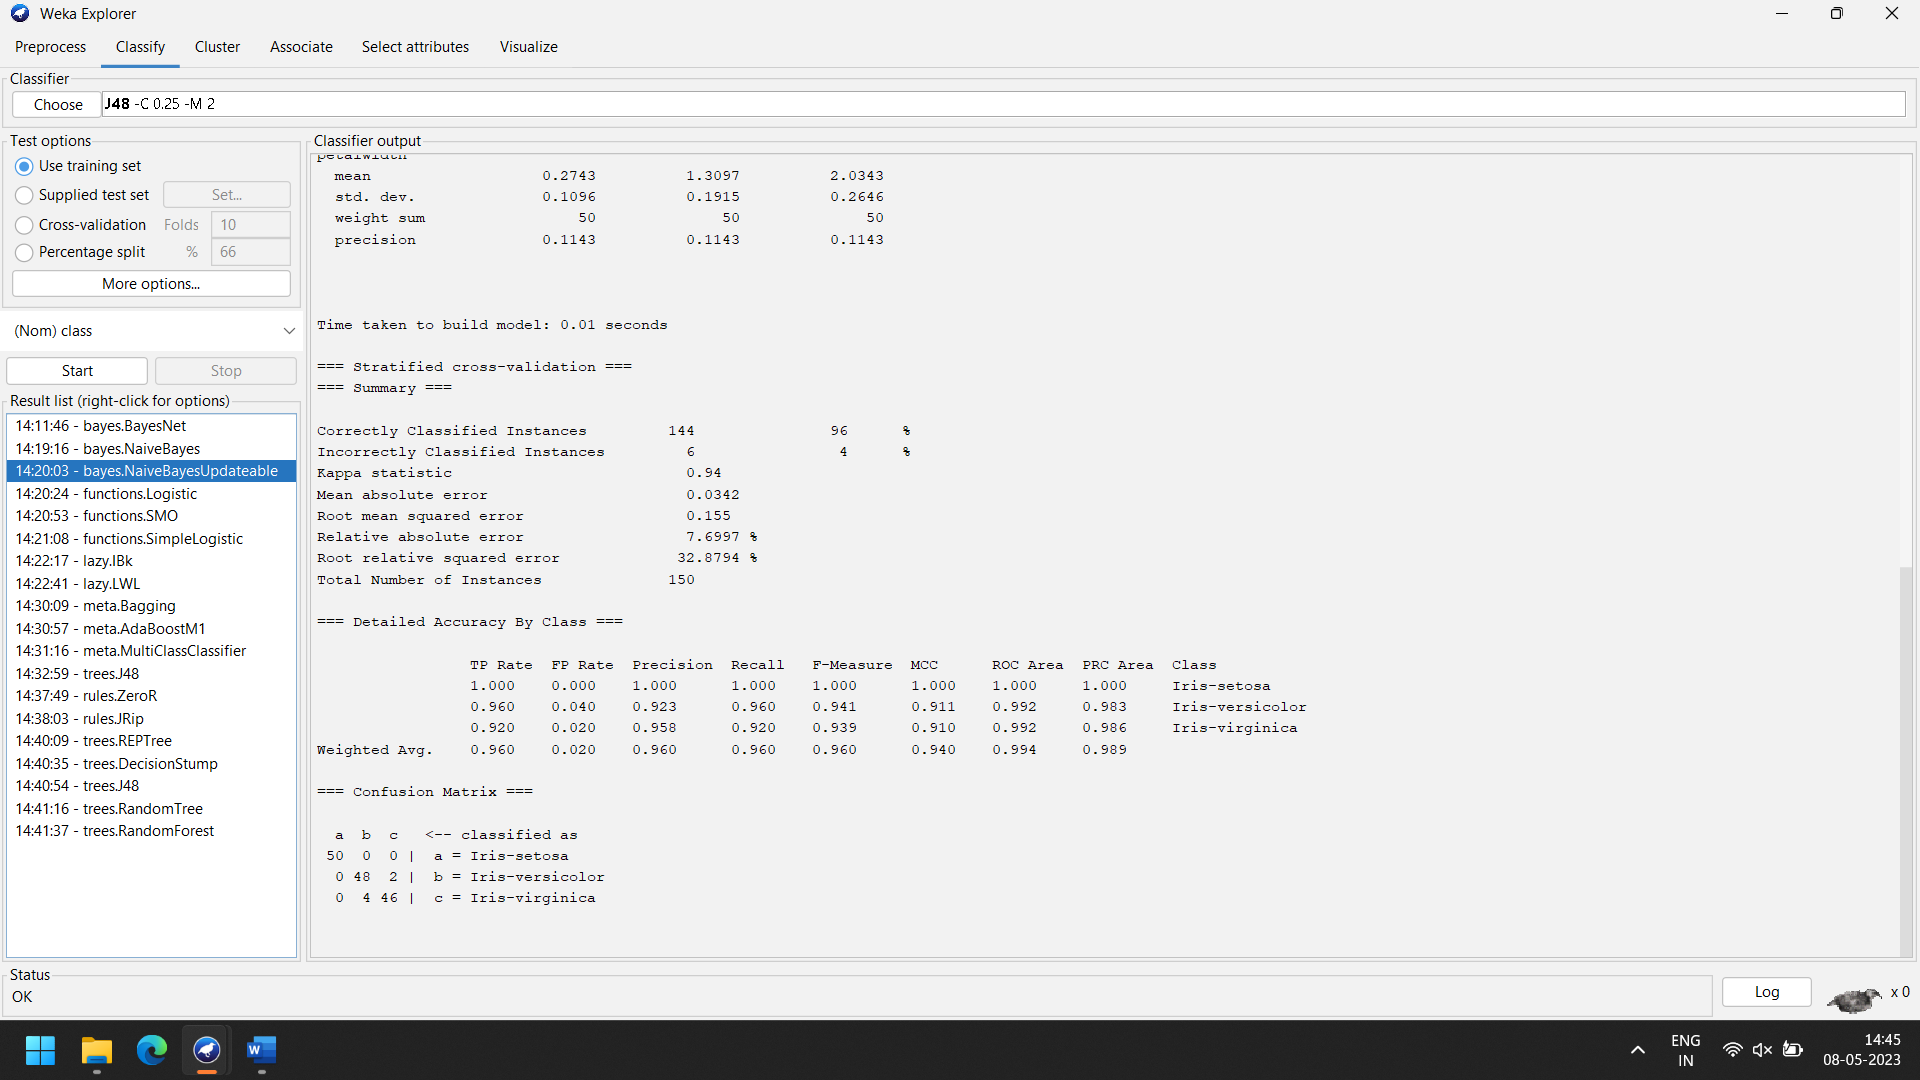 Weka Explorer
Preprocess Classify Cluster Associate Select attributes Visualize
Classifier
Choose J48 -C 0.25 -M 2
Test options
Use training set
Supplied test set Set...
Cross-validation Folds 10
Percentage split % 66
More options...
(Nom) class
Start Stop
Result list (right-click for options)
14:11:46 - bayes.BayesNet
14:19:16 - bayes.NaiveBayes
14:20:03 - bayes.NaiveBayesUpdateable
14:20:24 - functions.Logistic
14:20:53 - functions.SMO
14:21:08 - functions.SimpleLogistic
14:22:17 - lazy.IBk
14:22:41 - lazy.LWL
14:30:09 - meta.Bagging
14:30:57 - meta.AdaBoostM1
14:31:16 - meta.MultiClassClassifier
14:32:59 - trees.J48
14:37:49 - rules.ZeroR
14:38:03 - rules.JRip
14:40:09 - trees.REPTree
14:40:35 - trees.DecisionStump
14:40:54 - trees.J48
14:41:16 - trees.RandomTree
14:41:37 - trees.RandomForest
Classifier output
petalwidth
mean 0.2743 1.3097 2.0343
std. dev. 0.1096 0.1915 0.2646
weight sum 50 50 50
precision 0.1143 0.1143 0.1143
Time taken to build model: 0.01 seconds
=== Stratified cross-validation ===
=== Summary ===
Correctly Classified Instances 144 96 %
Incorrectly Classified Instances 6 4 %
Kappa statistic 0.94
Mean absolute error 0.0342
Root mean squared error 0.155
Relative absolute error 7.6997 %
Root relative squared error 32.8794 %
Total Number of Instances 150
=== Detailed Accuracy By Class ===
TP Rate FP Rate Precision Recall F-Measure MCC ROC Area PRC Area Class
1.000 0.000 1.000 1.000 1.000 1.000 1.000 1.000 Iris-setosa
0.960 0.040 0.923 0.960 0.941 0.911 0.992 0.983 Iris-versicolor
0.920 0.020 0.958 0.920 0.939 0.910 0.992 0.986 Iris-virginica
Weighted Avg. 0.960 0.020 0.960 0.960 0.960 0.940 0.994 0.989
=== Confusion Matrix ===
a b c <-- classified as
50 0 0 | a = Iris-setosa
0 48 2 | b = Iris-versicolor
0 4 46 | c = Iris-virginica
Status
OK
Log x 0
ENG
IN
14:45
08-05-2023